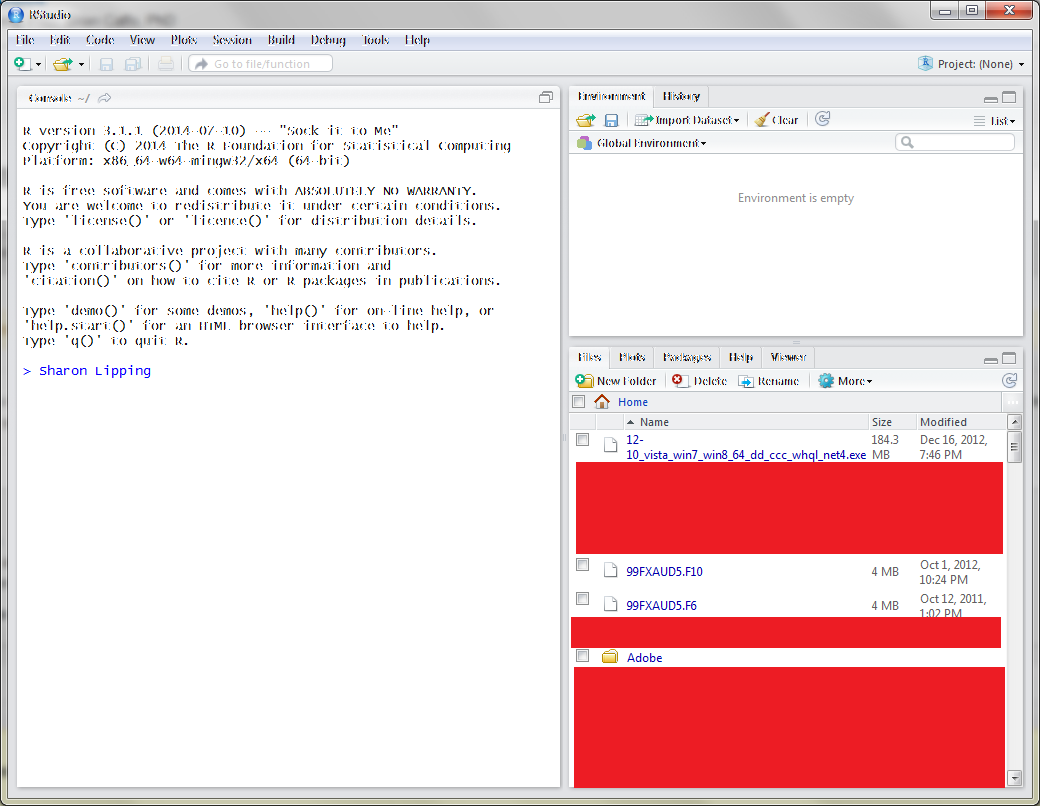 RStudio
File Edit Code View Plots Session Build Debug Tools Help
Go to file/function
Project: (None)
Console ~/
R version 3.1.1 (2014-07-10) -- "Sock it to Me"
Copyright (C) 2014 The R Foundation for Statistical Computing
Platform: x86_64-w64-mingw32/x64 (64-bit)
R is free software and comes with ABSOLUTELY NO WARRANTY.
You are welcome to redistribute it under certain conditions.
Type 'license()' or 'licence()' for distribution details.
R is a collaborative project with many contributors.
Type 'contributors()' for more information and
'citation()' on how to cite R or R packages in publications.
Type 'demo()' for some demos, 'help()' for on-line help, or
'help.start()' for an HTML browser interface to help.
Type 'q()' to quit R.
> Sharon Lipping
Environment History
Import Dataset Clear List
Global Environment
Environment is empty
Files Plots Packages Help Viewer
New Folder Delete Rename More
Home
Name Size Modified
12- 184.3 Dec 16, 2012,
10_vista_win7_win8_64_dd_ccc_whql_net4.exe MB 7:46 PM
99FXAUD5.F10 4 MB Oct 1, 2012,
10:24 PM
99FXAUD5.F6 4 MB Oct 12, 2011,
1:02 PM
Adobe